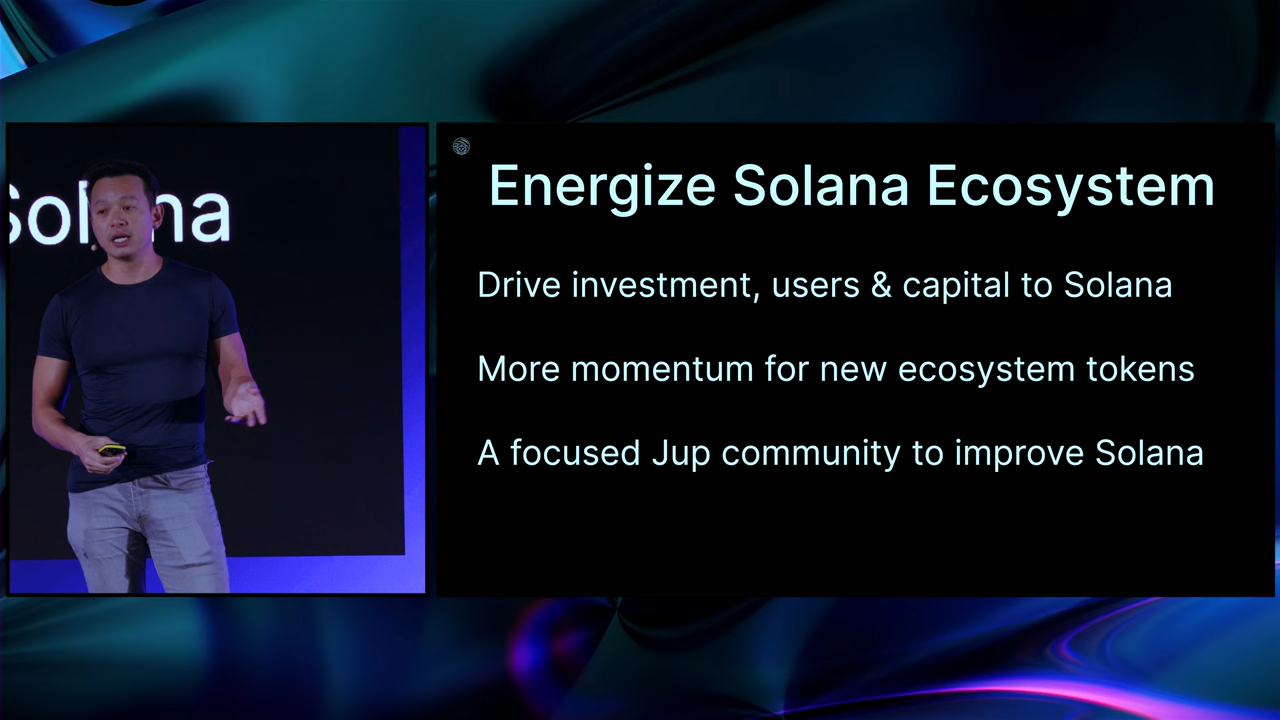 Solana
Energize Solana Ecosystem
Drive investment, users & capital to Solana
More momentum for new ecosystem tokens
A focused Jup community to improve Solana